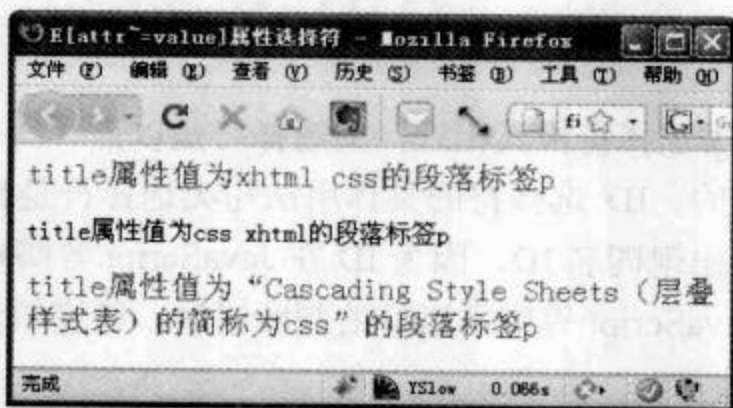 E[attr~=value]属性选择符 - Mozilla Firefox
文件 (F) 编辑 (E) 查看 (V) 历史 (S) 书签 (B) 工具 (T) 帮助 (H)
fi
title属性值为xhtml css的段落标签p
title属性值为css xhtml的段落标签p
title属性值为“Cascading Style Sheets（层叠
样式表）的简称为css”的段落标签p
完成 YSlow 0.066s